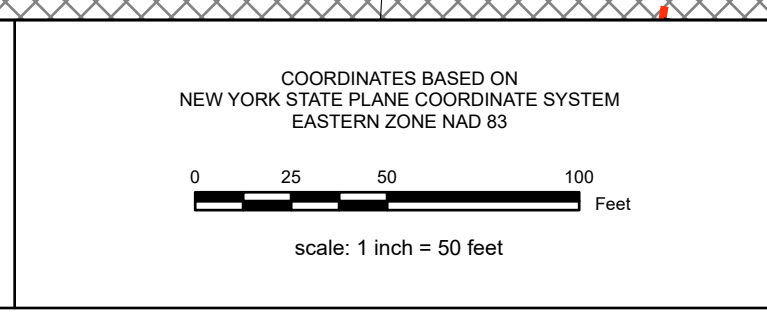 COORDINATES BASED ON
NEW YORK STATE PLANE COORDINATE SYSTEM
EASTERN ZONE NAD 83
0 25 50 100
Feet
scale: 1 inch = 50 feet